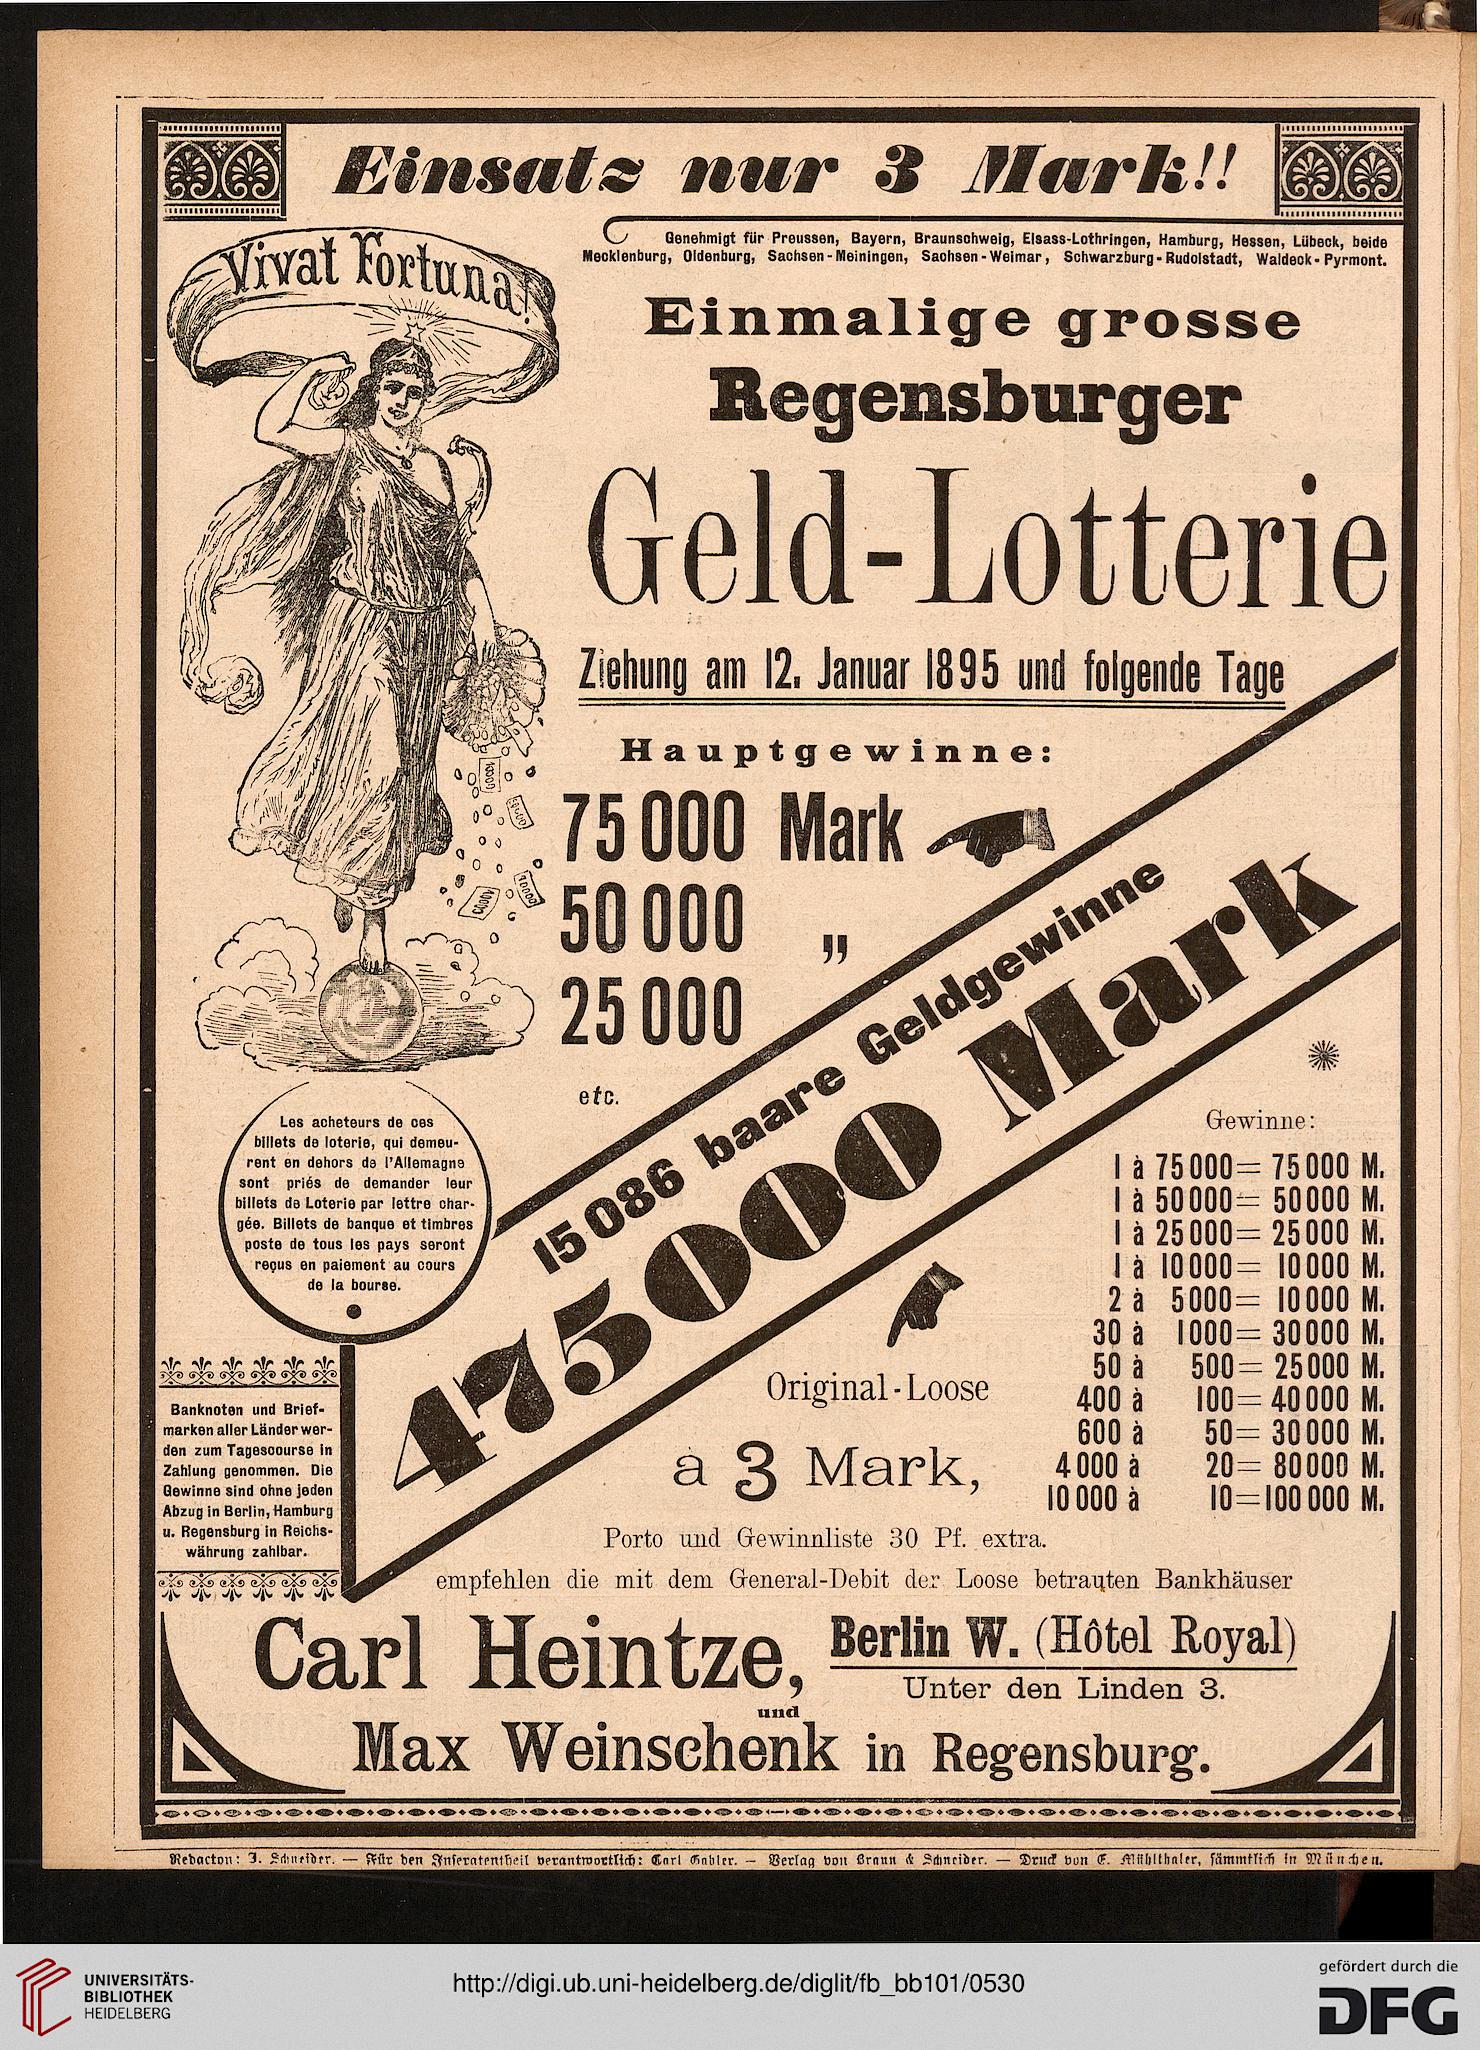 Einsatz nur 3 Mark!!
Genehmigt für Preussen, Bayern, Braunschweig, Elsass-Lothringen, Hamburg, Hessen, Lübeck, beide
Mecklenburg, Oldenburg, Sachsen-Meiningen, Sachsen-Weimar, Schwarzburg-Rudolstadt, Waldeck-Pyrmont.
Vivat Fortuna!
Einmalige grosse
Regensburger
Geld-Lotterie
Ziehung am 12. Januar 1895 und folgende Tage
Hauptgewinne:
75000 Mark
50000 „
25000
etc.
10000
10000
15086 baare Geldgewinne
475000 Mark
Les acheteurs de ces
billets de loterie, qui demeu-
rent en dehors de l'Allemagne
sont priés de demander leur
billets de Loterie par lettre char-
gée. Billets de banque et timbres
poste de tous les pays seront
reçus en paiement au cours
de la bourse.
Banknoten und Brief-
marken aller Länder wer-
den zum Tagescourse in
Zahlung genommen. Die
Gewinne sind ohne jeden
Abzug in Berlin, Hamburg
u. Regensburg in Reichs-
währung zahlbar.
Gewinne:
1 à 75000 = 75000 M.
1 à 50000 = 50000 M.
1 à 25000 = 25000 M.
1 à 10000 = 10000 M.
2 à 5000 = 10000 M.
30 à 1000 = 30000 M.
50 à 500 = 25000 M.
400 à 100 = 40000 M.
600 à 50 = 30000 M.
4000 à 20 = 80000 M.
10000 à 10 = 100000 M.
Original-Loose
à 3 Mark,
Porto und Gewinnliste 30 Pf. extra.
empfehlen die mit dem General-Debit der Loose betrauten Bankhäuser
Carl Heintze, Berlin W. (Hôtel Royal)
Unter den Linden 3.
und
Max Weinschenk in Regensburg.
Redacton: J. Schneider. — Für den Inseratentheil verantwortlich: Carl Gabler. — Verlag von Braun & Schneider. — Druck von E. Mühlthaler, sämmtlich in München.
UNIVERSITÄTS-
BIBLIOTHEK
HEIDELBERG
http://digi.ub.uni-heidelberg.de/diglit/fb_bb101/0530
gefördert durch die
DFG